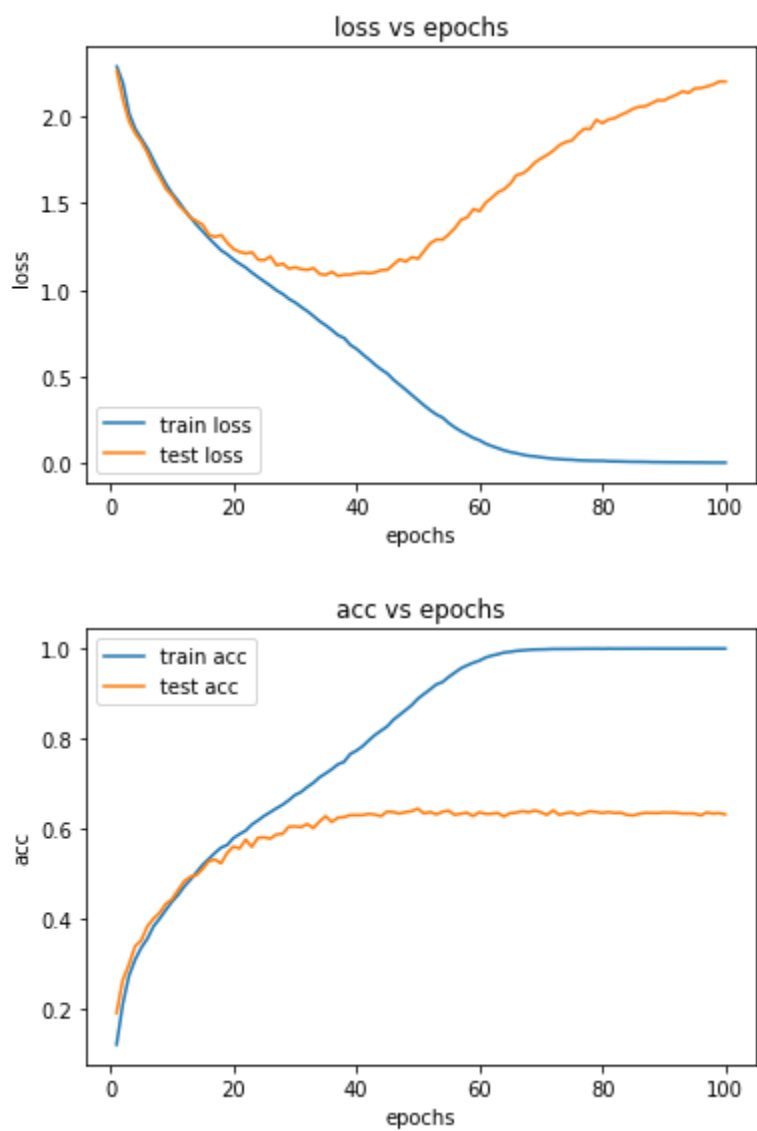 loss vs epochs
2.0
1.5
1.0
0.5
0.0
loss
train loss
test loss
0 20 40 60 80 100
epochs
acc vs epochs
1.0
0.8
0.6
0.4
0.2
acc
train acc
test acc
0 20 40 60 80 100
epochs